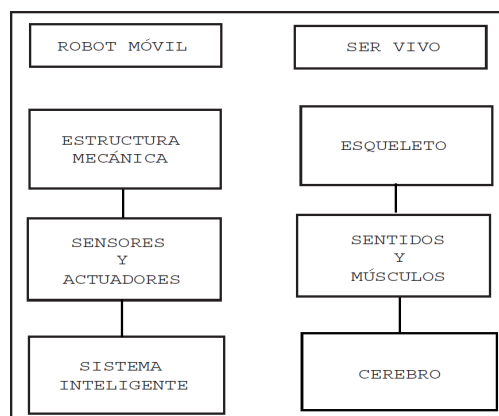 ROBOT MÓVIL
SER VIVO
ESTRUCTURA
MECÁNICA
ESQUELETO
SENSORES
Y
ACTUADORES
SENTIDOS
Y
MÚSCULOS
SISTEMA
INTELIGENTE
CEREBRO